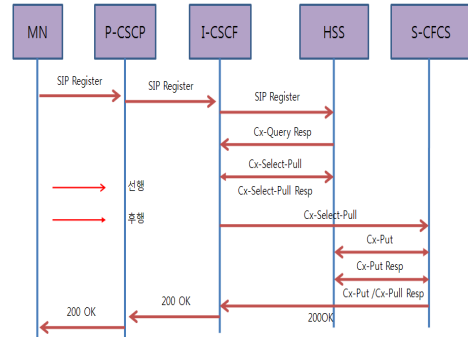 MN P-CSCP I-CSCF HSS S-CFCS
SIP Register
SIP Register
SIP Register
Cx-Query Resp
Cx-Select-Pull
Cx-Select-Pull Resp
선행
후행
Cx-Select-Pull
Cx-Put
Cx-Put Resp
Cx-Put /Cx-Pull Resp
200OK
200 OK
200 OK